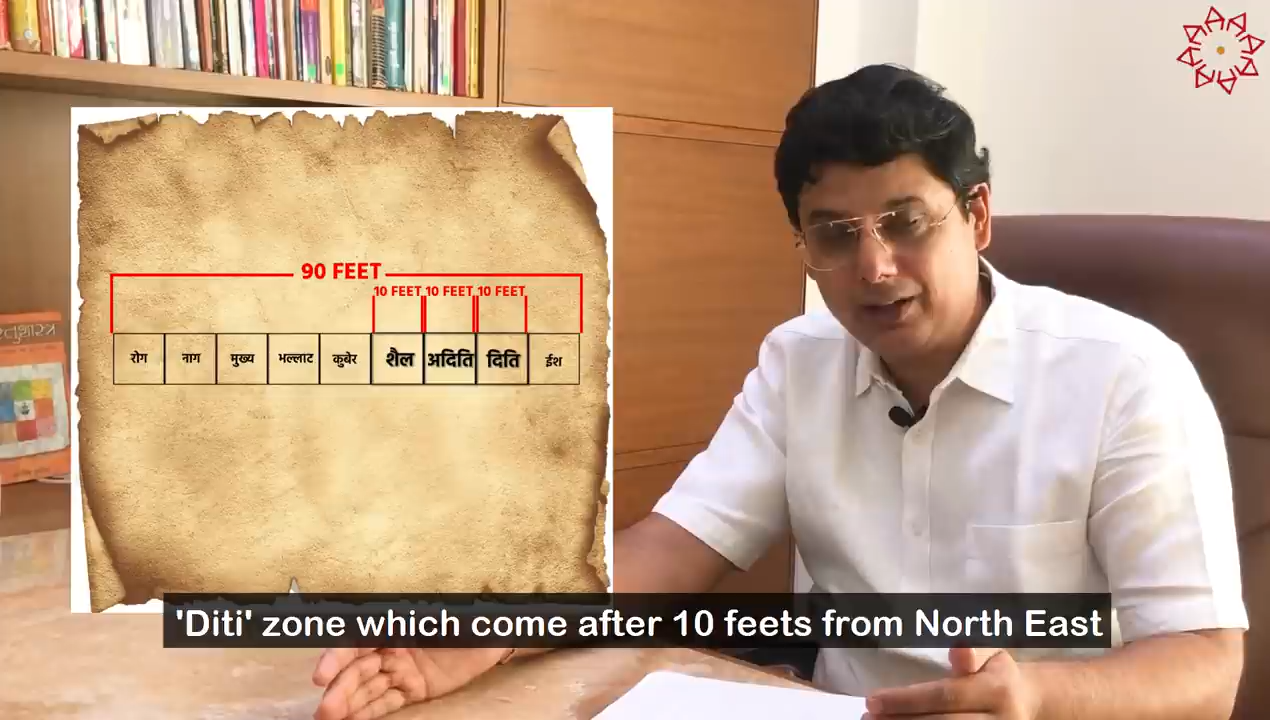 90 FEET
10 FEET 10 FEET 10 FEET
रोग नाग मुख्य भल्लाट कुबेर शैल अदिति दिति ईश
'Diti' zone which come after 10 feets from North East